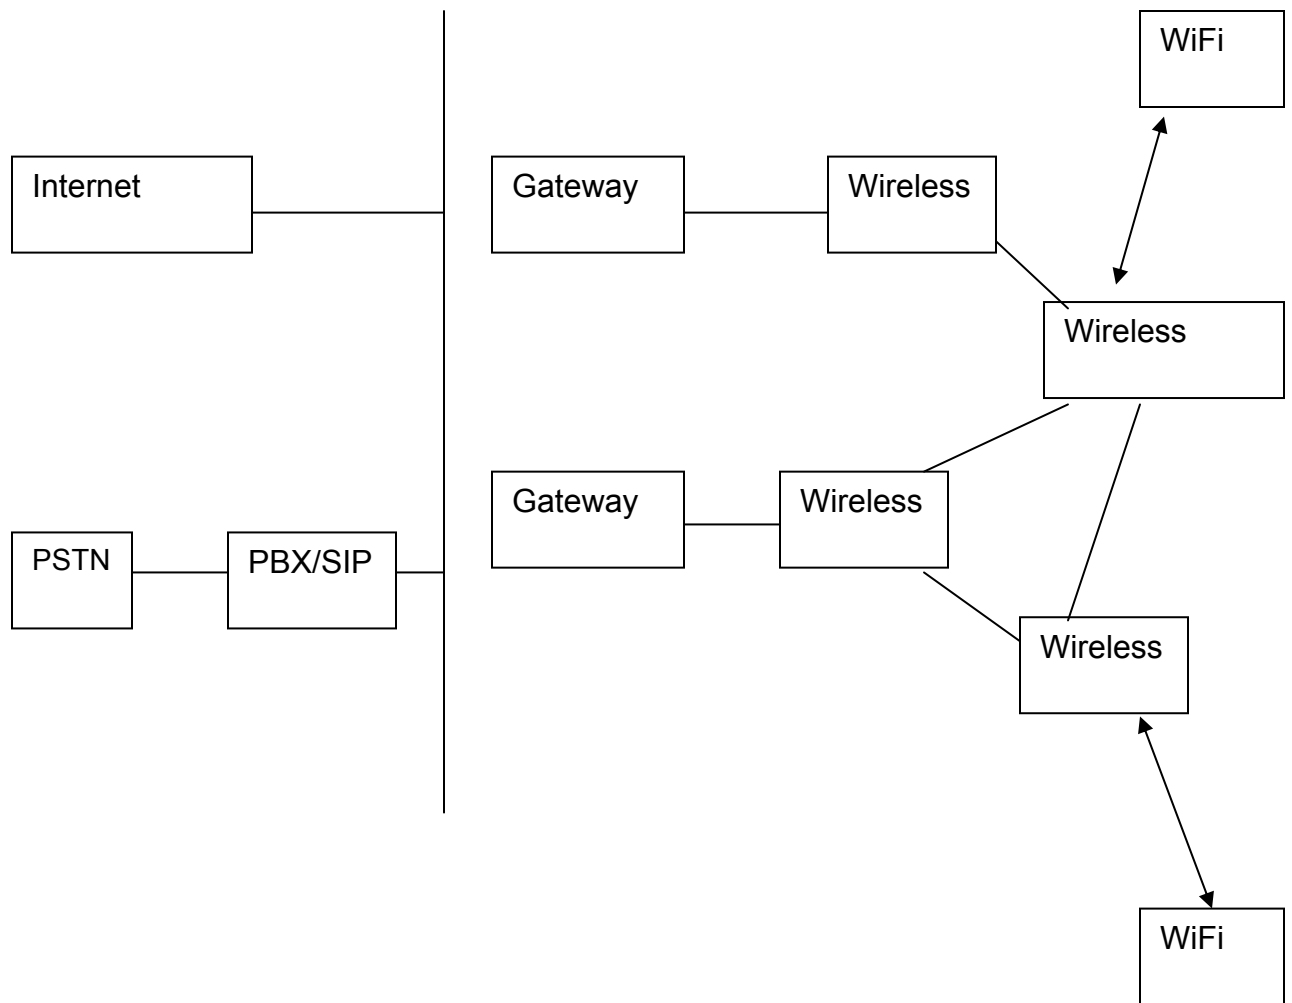 WiFi
Internet
Gateway
Wireless
Wireless
Gateway
Wireless
PSTN
PBX/SIP
Wireless
WiFi